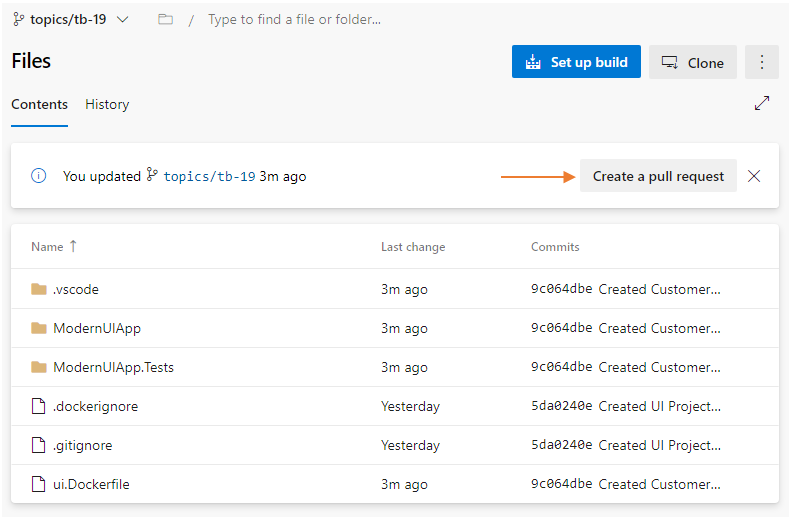 topics/tb-19 / Type to find a file or folder...
Files
Set up build Clone
Contents History
You updated topics/tb-19 3m ago Create a pull request
Name ↑ Last change Commits
.vscode 3m ago 9c064dbe Created Customer...
ModernUIApp 3m ago 9c064dbe Created Customer...
ModernUIApp.Tests 3m ago 9c064dbe Created Customer...
.dockerignore Yesterday 5da0240e Created UI Project...
.gitignore Yesterday 5da0240e Created UI Project...
ui.Dockerfile 3m ago 9c064dbe Created Customer...